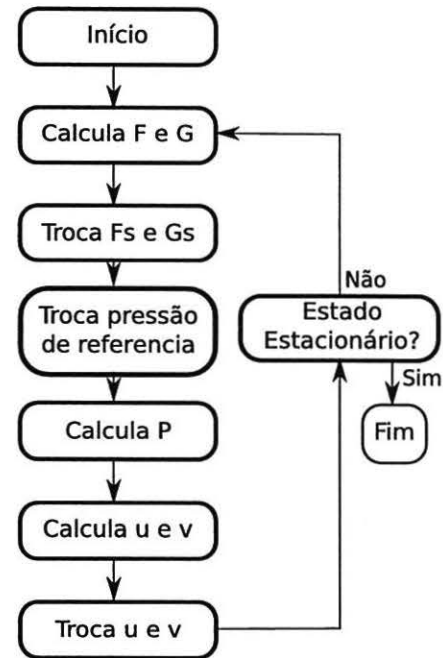 Início
Calcula F e G
Troca Fs e Gs
Troca pressão
de referencia
Calcula P
Calcula u e v
Troca u e v
Não
Estado
Estacionário?
Sim
Fim